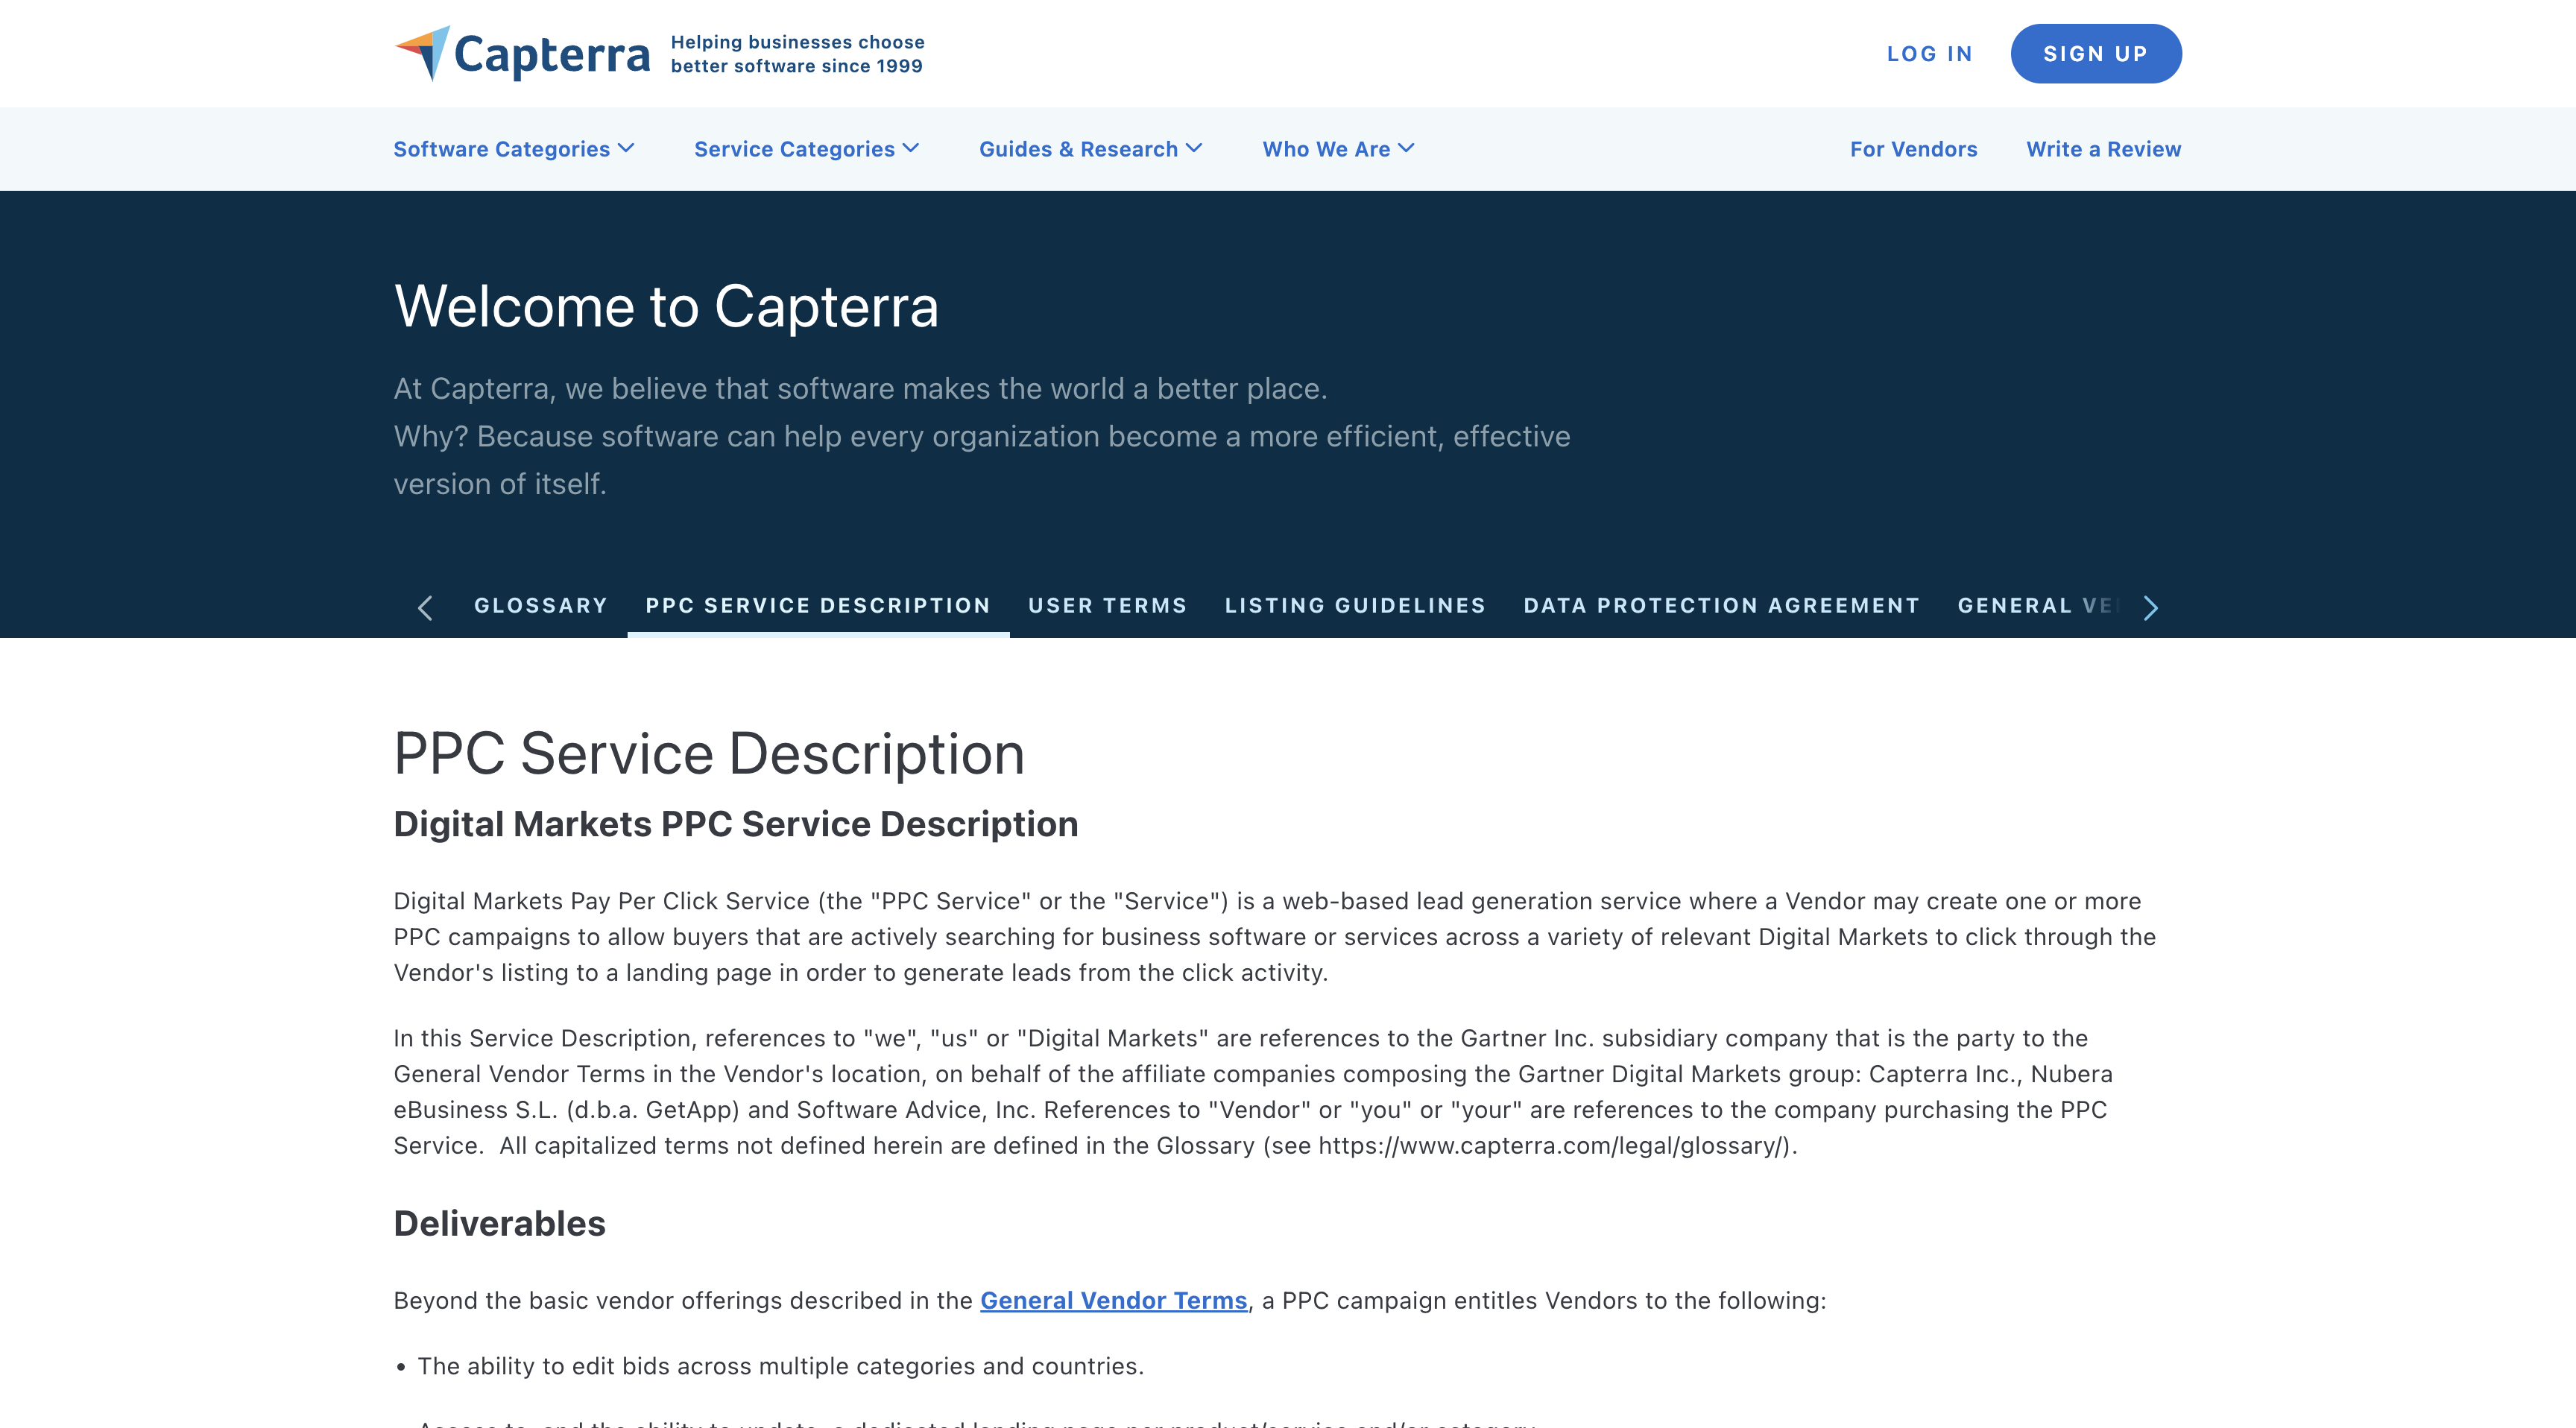 Capterra
Helping businesses choose
better software since 1999
LOG IN
SIGN UP
Software Categories
Service Categories
Guides & Research
Who We Are
For Vendors
Write a Review
Welcome to Capterra
At Capterra, we believe that software makes the world a better place.
Why? Because software can help every organization become a more efficient, effective
version of itself.
GLOSSARY
PPC SERVICE DESCRIPTION
USER TERMS
LISTING GUIDELINES
DATA PROTECTION AGREEMENT
GENERAL
PPC Service Description
Digital Markets PPC Service Description
Digital Markets Pay Per Click Service (the "PPC Service" or the "Service") is a web-based lead generation service where a Vendor may create one or more
PPC campaigns to allow buyers that are actively searching for business software or services across a variety of relevant Digital Markets to click through the
Vendor's listing to a landing page in order to generate leads from the click activity.
In this Service Description, references to "we", "us" or "Digital Markets" are references to the Gartner Inc. subsidiary company that is the party to the
General Vendor Terms in the Vendor's location, on behalf of the affiliate companies composing the Gartner Digital Markets group: Capterra Inc., Nubera
eBusiness S.L. (d.b.a. GetApp) and Software Advice, Inc. References to "Vendor" or "you" or "your" are references to the company purchasing the PPC
Service.  All capitalized terms not defined herein are defined in the Glossary (see https://www.capterra.com/legal/glossary/).
Deliverables
Beyond the basic vendor offerings described in the General Vendor Terms, a PPC campaign entitles Vendors to the following:
• The ability to edit bids across multiple categories and countries.